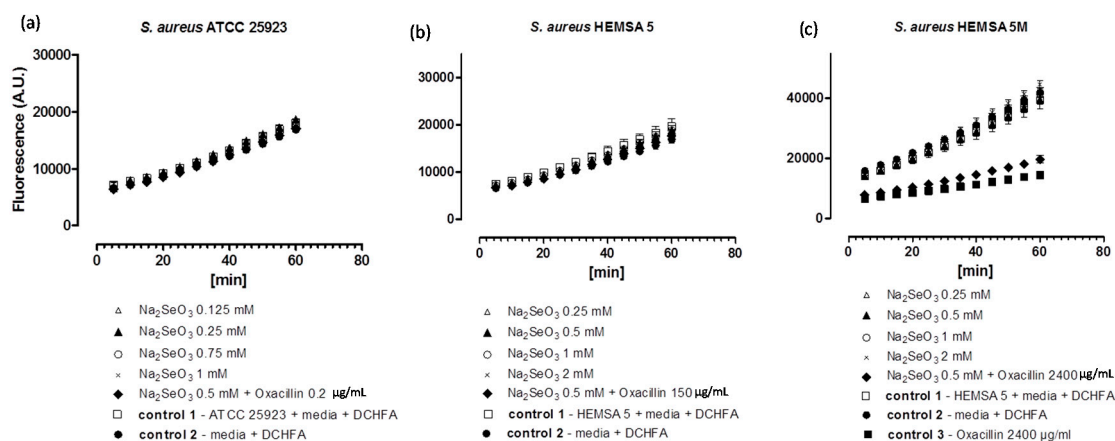 (a)
S. aureus ATCC 25923
Fluorescence (A.U.)
30000
20000
10000
0
0 20 40 60 80
[min]
△ Na₂SeO₃ 0.125 mM
▲ Na₂SeO₃ 0.25 mM
○ Na₂SeO₃ 0.75 mM
× Na₂SeO₃ 1 mM
◆ Na₂SeO₃ 0.5 mM + Oxacillin 0.2 µg/mL
□ control 1 - ATCC 25923 + media + DCHFA
● control 2 - media + DCHFA
(b)
S. aureus HEMSA 5
30000
20000
10000
0
0 20 40 60 80
[min]
△ Na₂SeO₃ 0.25 mM
▲ Na₂SeO₃ 0.5 mM
○ Na₂SeO₃ 1 mM
× Na₂SeO₃ 2 mM
◆ Na₂SeO₃ 0.5 mM + Oxacillin 150 µg/mL
□ control 1 - HEMSA 5 + media + DCHFA
● control 2 - media + DCHFA
(c)
S. aureus HEMSA 5M
40000
20000
0
0 20 40 60 80
[min]
△ Na₂SeO₃ 0.25 mM
▲ Na₂SeO₃ 0.5 mM
○ Na₂SeO₃ 1 mM
× Na₂SeO₃ 2 mM
◆ Na₂SeO₃ 0.5 mM + Oxacillin 2400 µg/mL
□ control 1 - HEMSA 5 + media + DCHFA
● control 2 - media + DCHFA
■ control 3 - Oxacillin 2400 µg/ml